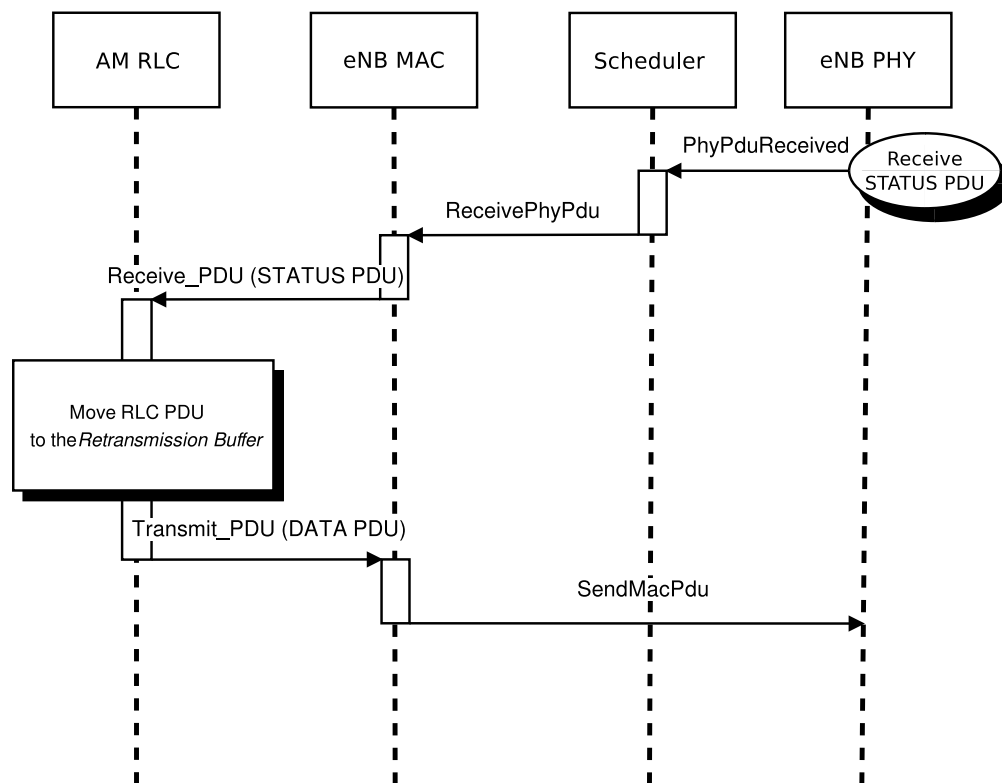 AM RLC
eNB MAC
Scheduler
eNB PHY
PhyPduReceived
Receive
STATUS PDU
ReceivePhyPdu
Receive_PDU (STATUS PDU)
Move RLC PDU
to the Retransmission Buffer
Transmit_PDU (DATA PDU)
SendMacPdu